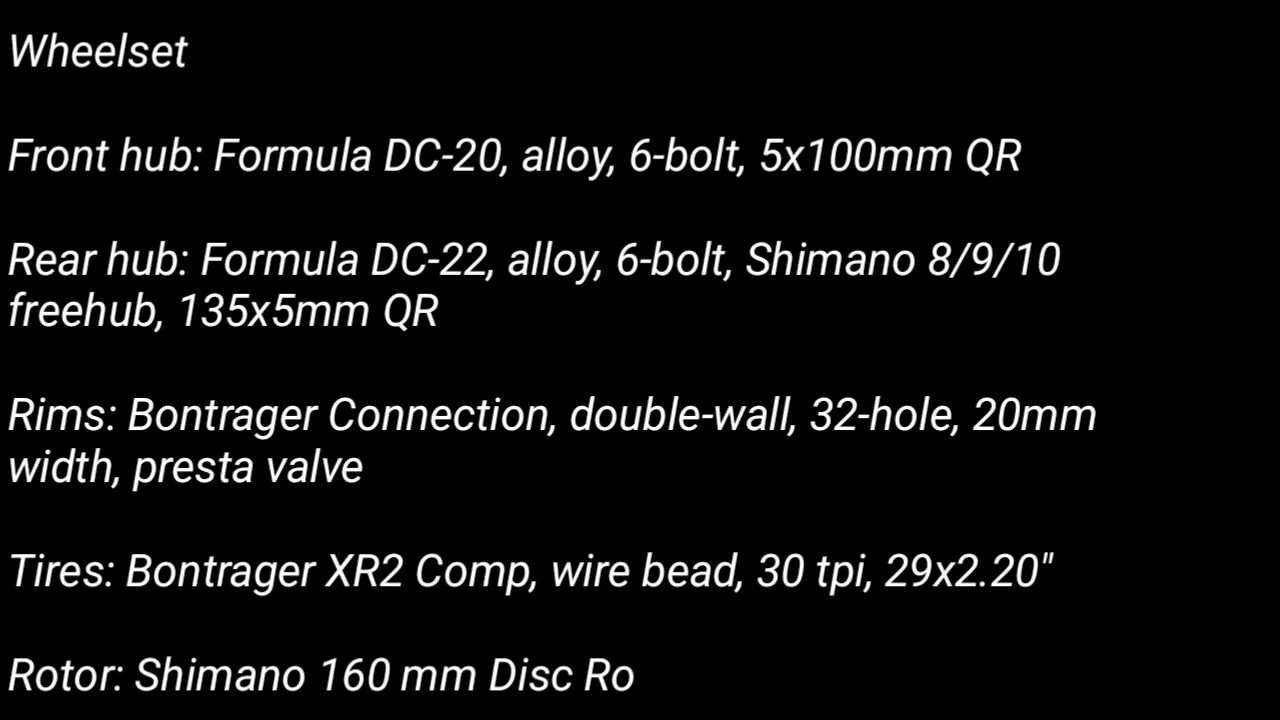 Wheelset
Front hub: Formula DC-20, alloy, 6-bolt, 5x100mm QR
Rear hub: Formula DC-22, alloy, 6-bolt, Shimano 8/9/10
freehub, 135x5mm QR
Rims: Bontrager Connection, double-wall, 32-hole, 20mm
width, presta valve
Tires: Bontrager XR2 Comp, wire bead, 30 tpi, 29x2.20"
Rotor: Shimano 160 mm Disc Ro